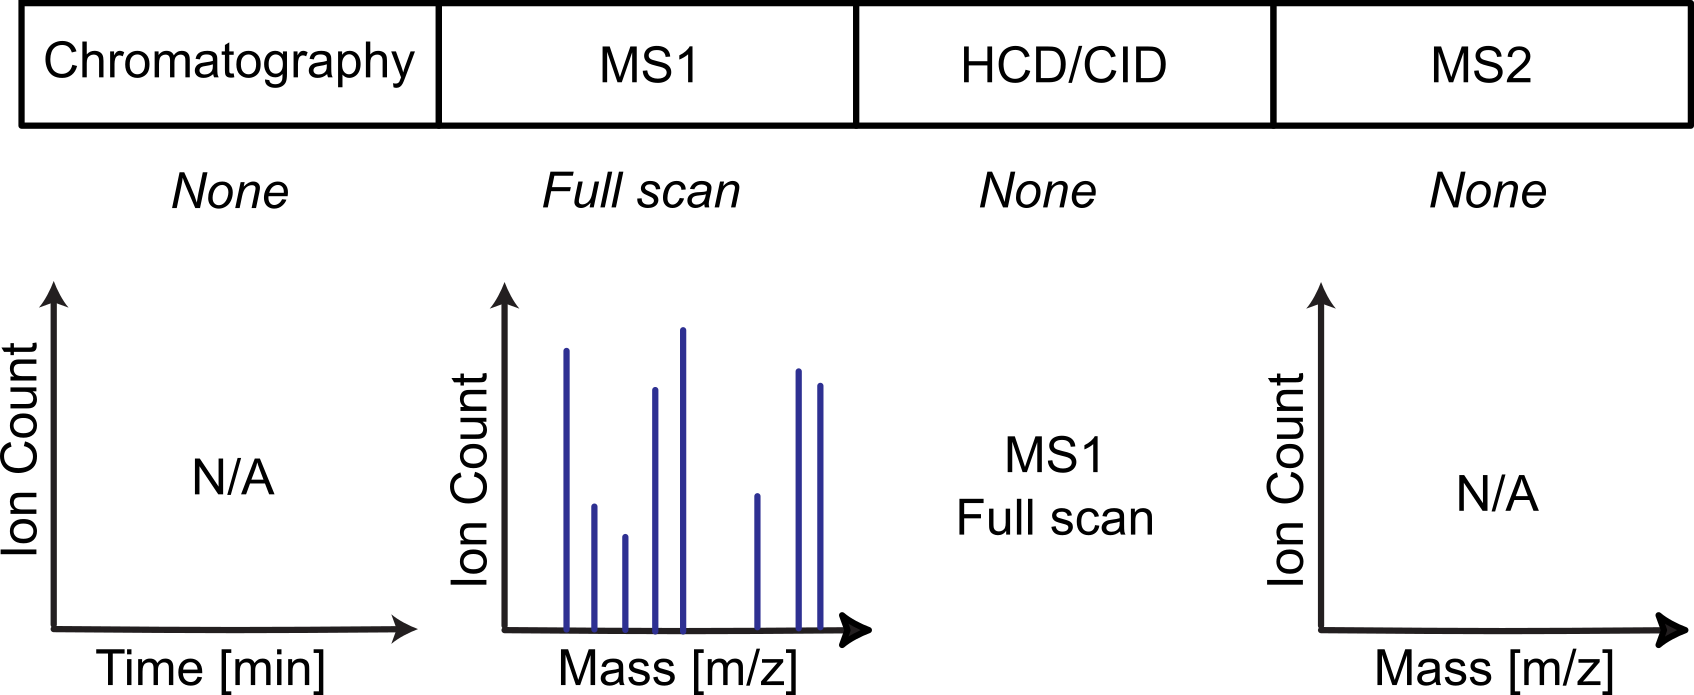 Chromatography
MS1
HCD/CID
MS2
None
Full scan
None
None
Ion Count
N/A
Time [min]
Ion Count
Mass [m/z]
MS1
Full scan
Ion Count
N/A
Mass [m/z]